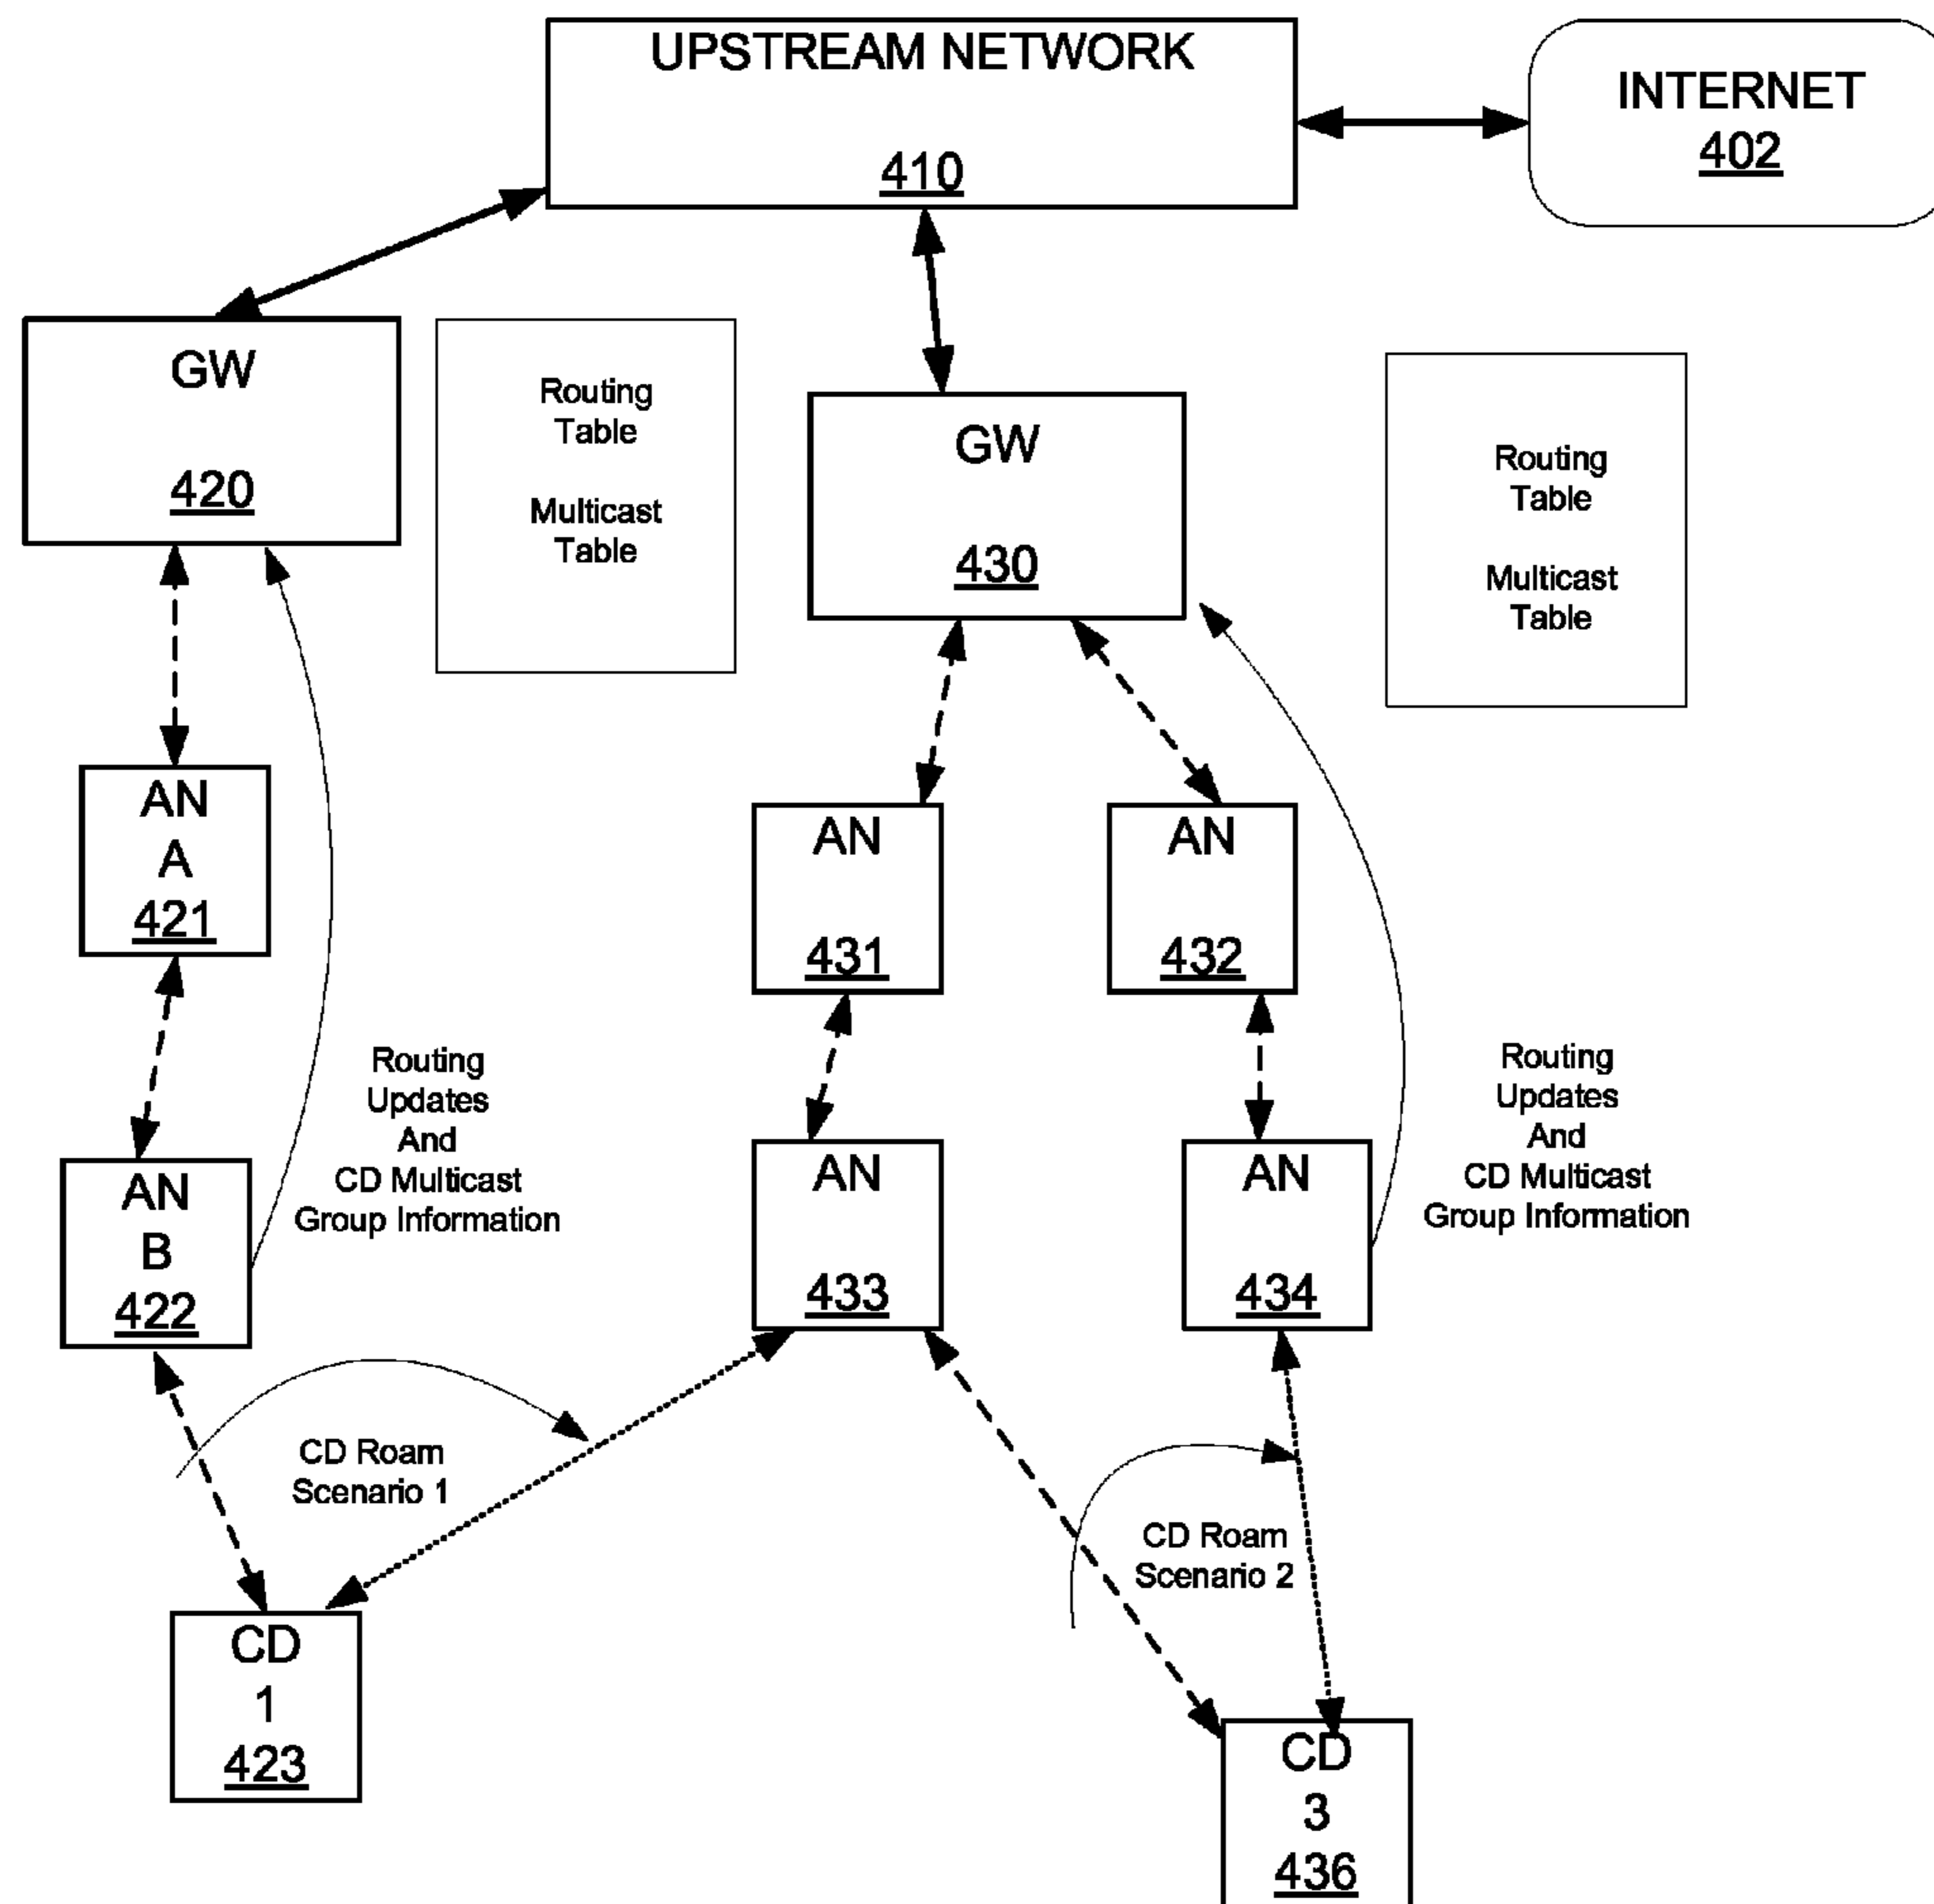 UPSTREAM NETWORK
410
INTERNET
402
GW
420
Routing
Table
Multicast
Table
GW
430
Routing
Table
Multicast
Table
AN
A
421
AN
431
AN
432
Routing
Updates
And
CD Multicast
Group Information
Routing
Updates
And
CD Multicast
Group Information
AN
B
422
AN
433
AN
434
CD Roam
Scenario 1
CD Roam
Scenario 2
CD
1
423
CD
3
436